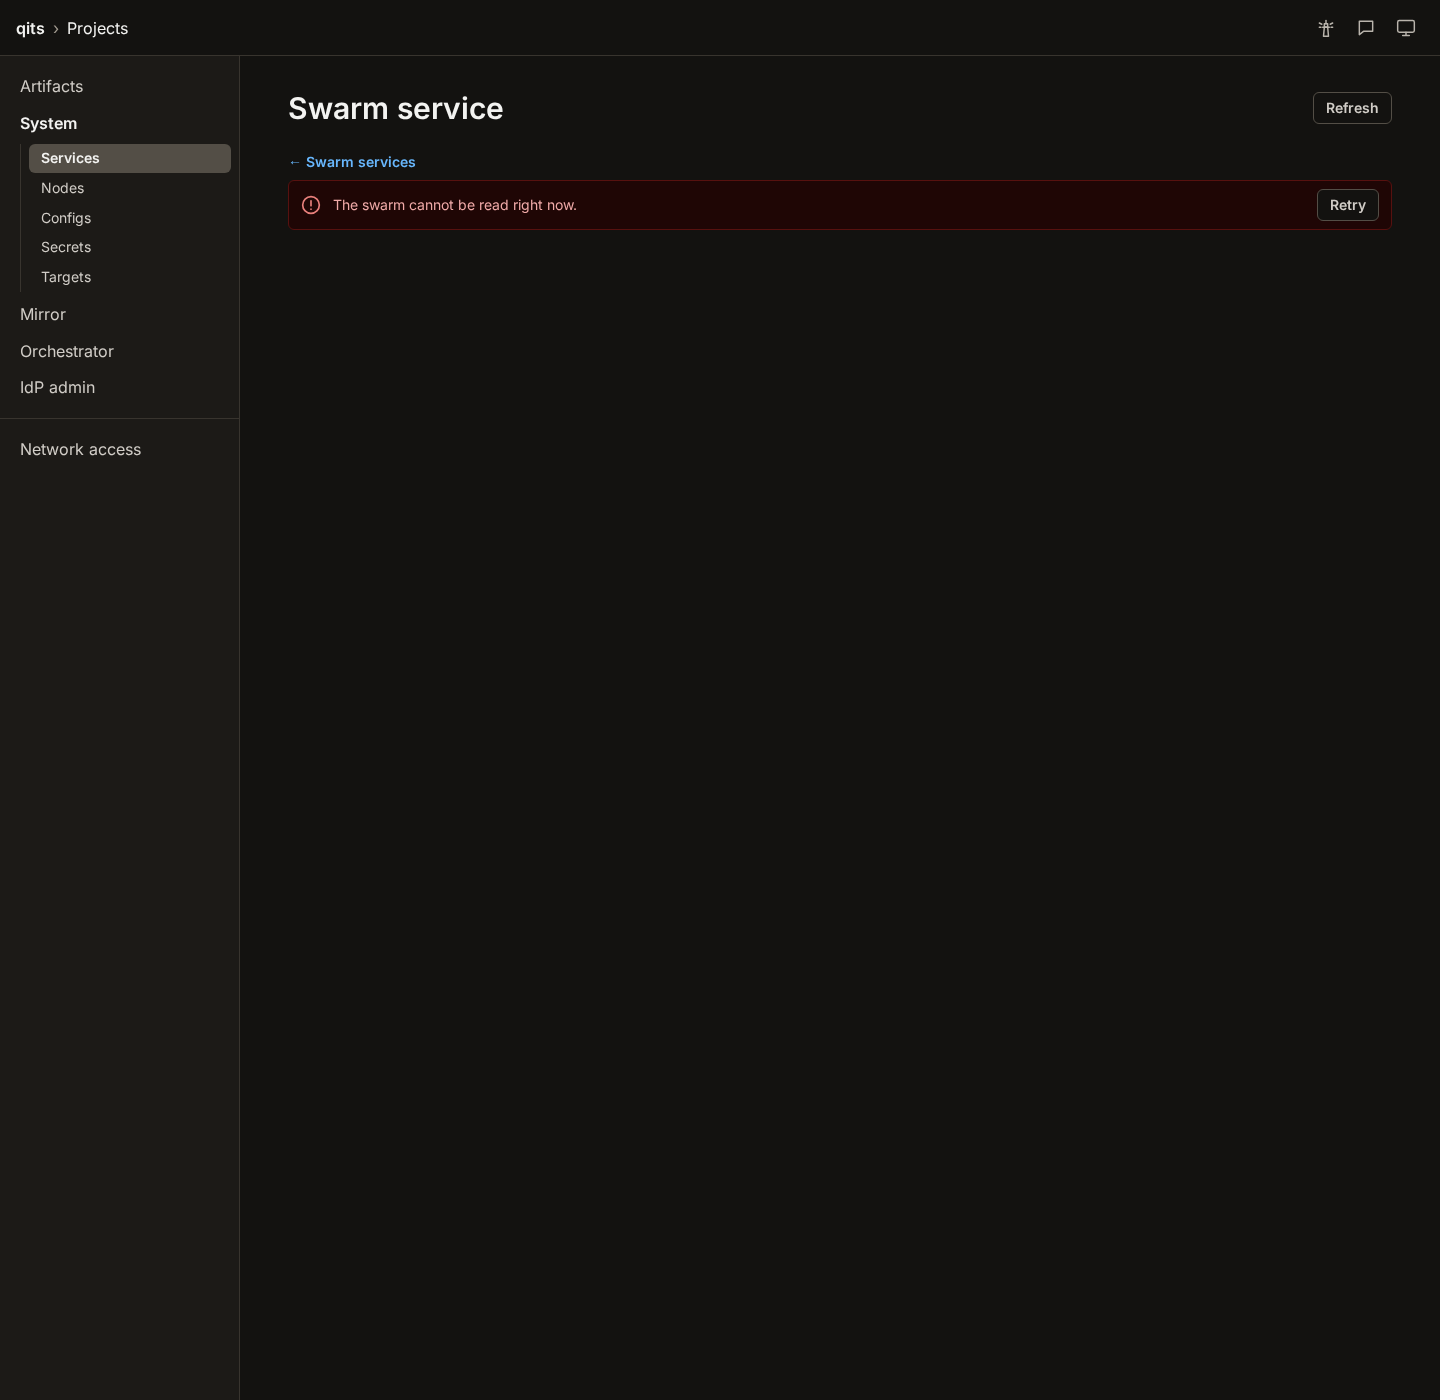 qits › Projects
Artifacts
System
Services
Nodes
Configs
Secrets
Targets
Mirror
Orchestrator
IdP admin
Network access
Swarm service
Refresh
← Swarm services
The swarm cannot be read right now.
Retry